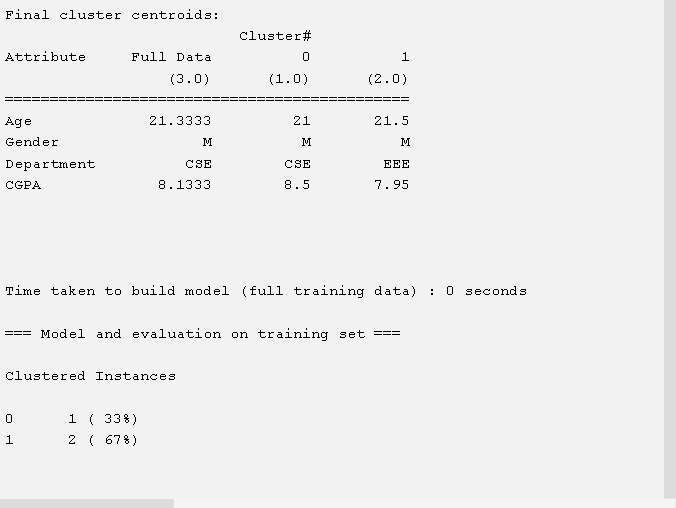 Final cluster centroids:
Cluster#
Attribute Full Data 0 1
(3.0) (1.0) (2.0)
==============================================
Age 21.3333 21 21.5
Gender M M M
Department CSE CSE EEE
CGPA 8.1333 8.5 7.95
Time taken to build model (full training data) : 0 seconds
=== Model and evaluation on training set ===
Clustered Instances
0 1 ( 33%)
1 2 ( 67%)